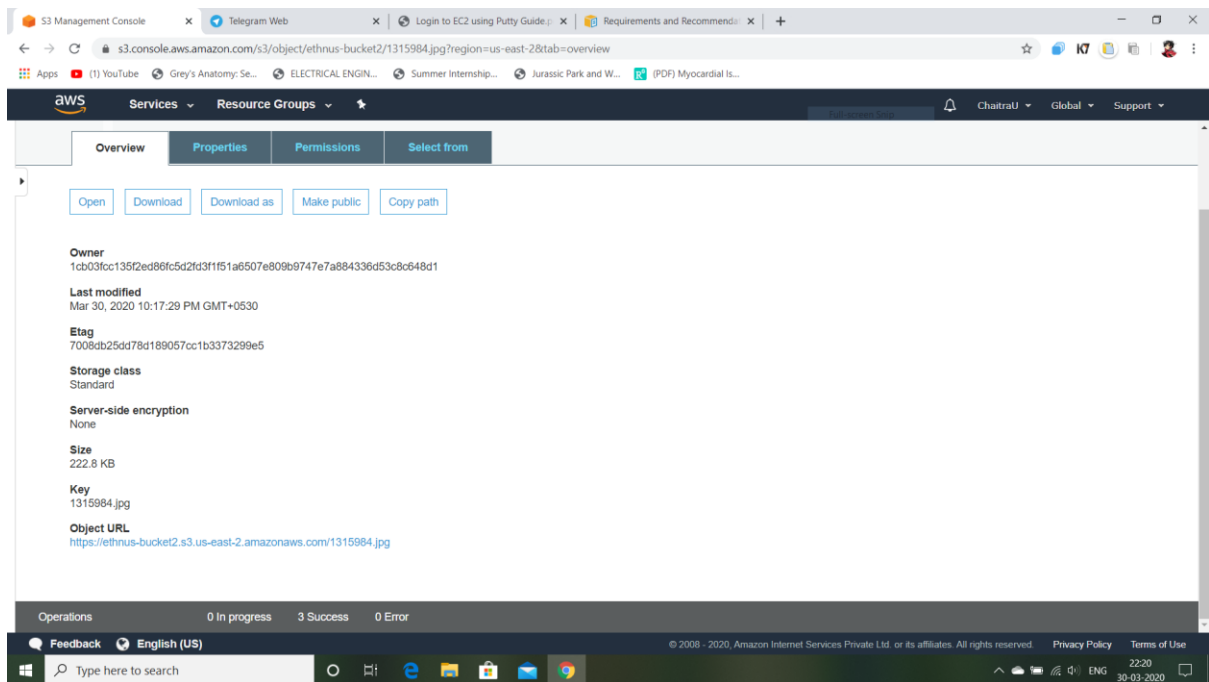 S3 Management Console
Telegram Web
Login to EC2 using Putty Guide.p
Requirements and Recommendat
s3.console.aws.amazon.com/s3/object/ethnus-bucket2/1315984.jpg?region=us-east-2&tab=overview
Apps (1) YouTube Grey's Anatomy: Se... ELECTRICAL ENGIN... Summer Internship... Jurassic Park and W... (PDF) Myocardial Is...
aws Services Resource Groups Full-screen Snip ChaitraU Global Support
Overview Properties Permissions Select from
Open Download Download as Make public Copy path
Owner
1cb03fcc135f2ed86fc5d2fd3f1f51a6507e809b9747e7a884336d53c8c648d1
Last modified
Mar 30, 2020 10:17:29 PM GMT+0530
Etag
7008db25dd78d189057cc1b3373299e5
Storage class
Standard
Server-side encryption
None
Size
222.8 KB
Key
1315984.jpg
Object URL
https://ethnus-bucket2.s3.us-east-2.amazonaws.com/1315984.jpg
Operations 0 In progress 3 Success 0 Error
Feedback English (US) © 2008 - 2020, Amazon Internet Services Private Ltd. or its affiliates. All rights reserved. Privacy Policy Terms of Use
Type here to search ENG 22:20
30-03-2020